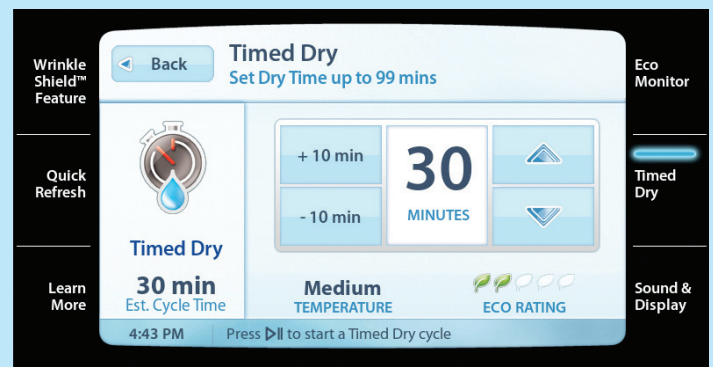 Wrinkle
Shield™
Feature
Quick
Refresh
Learn
More
Back
Timed Dry
Set Dry Time up to 99 mins
Timed Dry
30 min
Est. Cycle Time
+ 10 min
- 10 min
30
MINUTES
Medium
TEMPERATURE
ECO RATING
4:43 PM
Press to start a Timed Dry cycle
Eco
Monitor
Timed
Dry
Sound &
Display